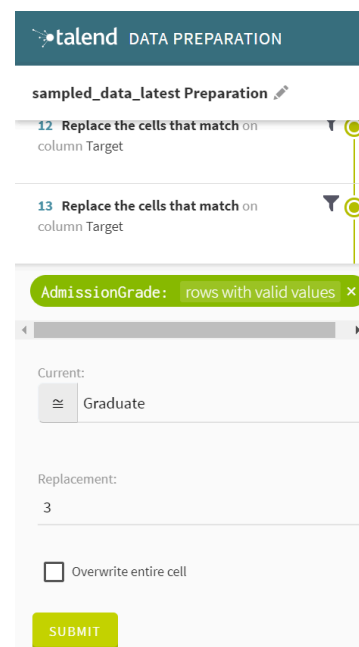 talend DATA PREPARATION
sampled_data_latest Preparation
12 Replace the cells that match on
column Target
13 Replace the cells that match on
column Target
AdmissionGrade: rows with valid values ×
Current:
≅ Graduate
Replacement:
3
Overwrite entire cell
SUBMIT